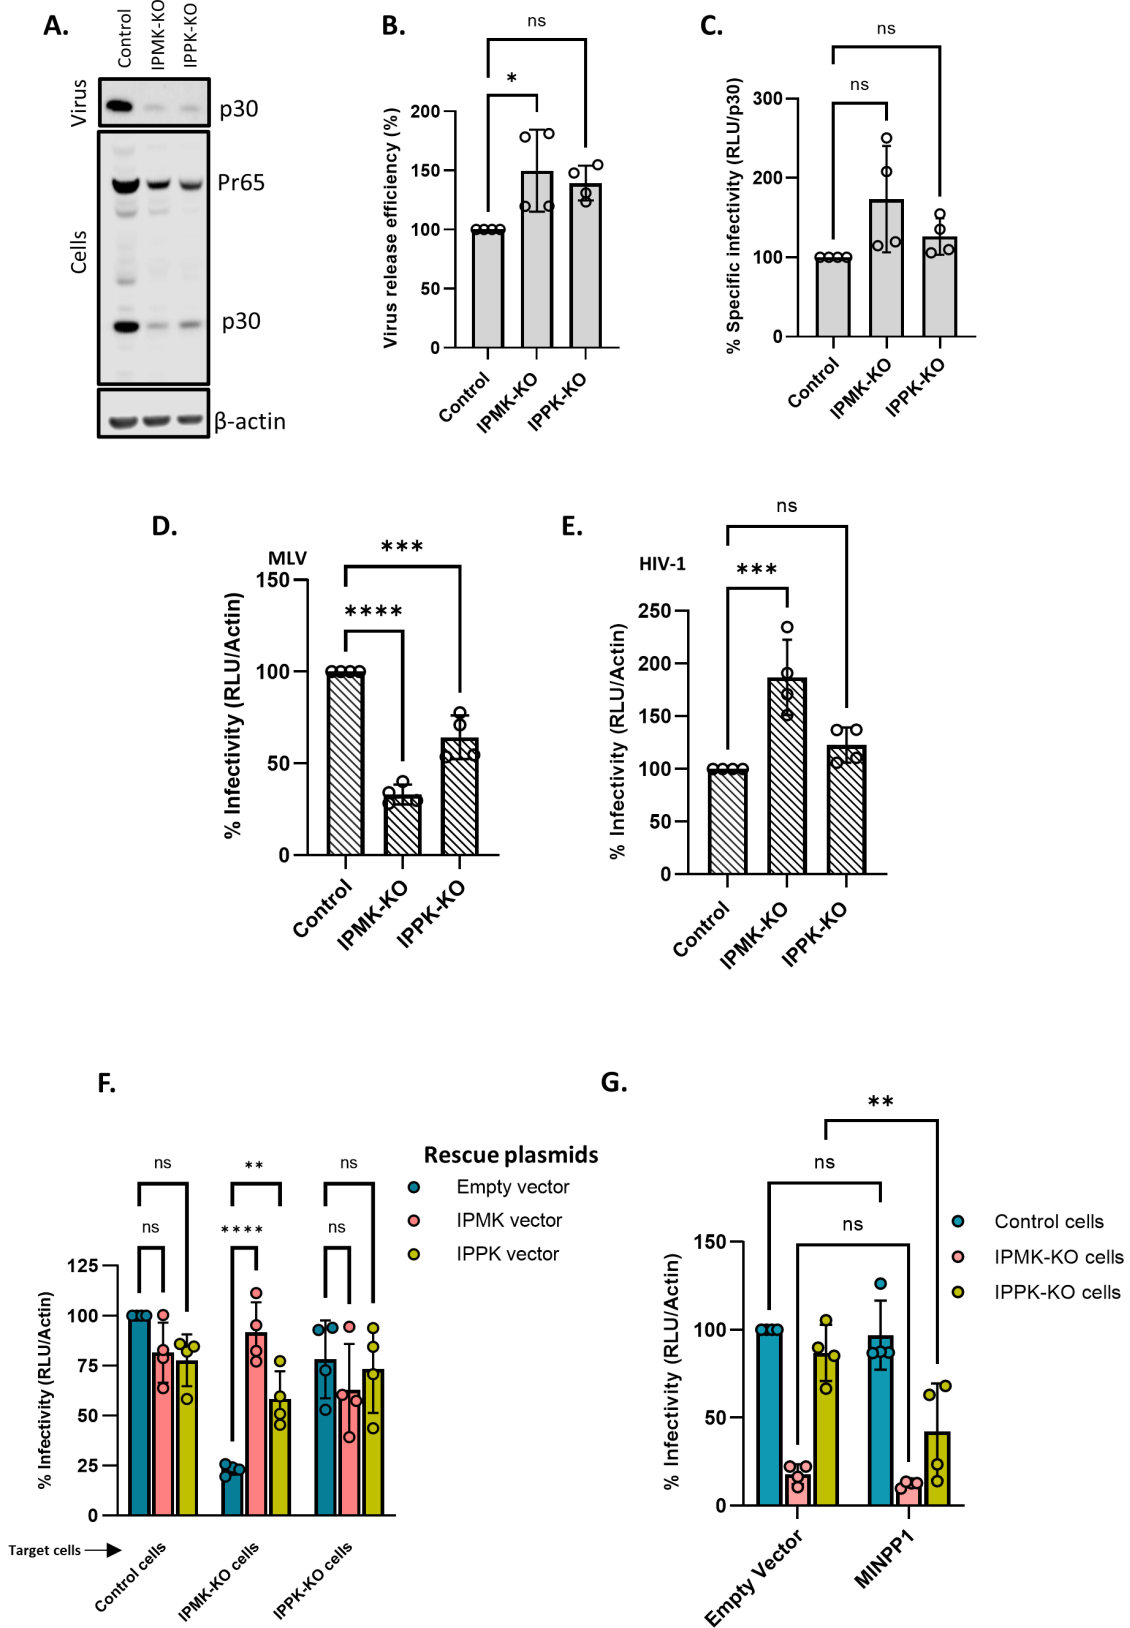 A.
Control
IPMK-KO
IPPK-KO
Virus
p30
Cells
Pr65
p30
β-actin
B.
ns
*
Virus release efficiency (%)
200
150
100
50
0
Control
IPMK-KO
IPPK-KO
C.
ns
ns
% Specific infectivity (RLU/p30)
300
200
100
0
Control
IPMK-KO
IPPK-KO
D.
MLV
***
****
% Infectivity (RLU/Actin)
150
100
50
0
Control
IPMK-KO
IPPK-KO
E.
HIV-1
ns
***
% Infectivity (RLU/Actin)
250
200
150
100
50
0
Control
IPMK-KO
IPPK-KO
F.
Rescue plasmids
Empty vector
IPMK vector
IPPK vector
ns
**
ns
ns
****
ns
% Infectivity (RLU/Actin)
125
100
75
50
25
0
Target cells
Control cells
IPMK-KO cells
IPPK-KO cells
G.
**
ns
ns
Control cells
IPMK-KO cells
IPPK-KO cells
% Infectivity (RLU/Actin)
150
100
50
0
Empty Vector
MINPP1